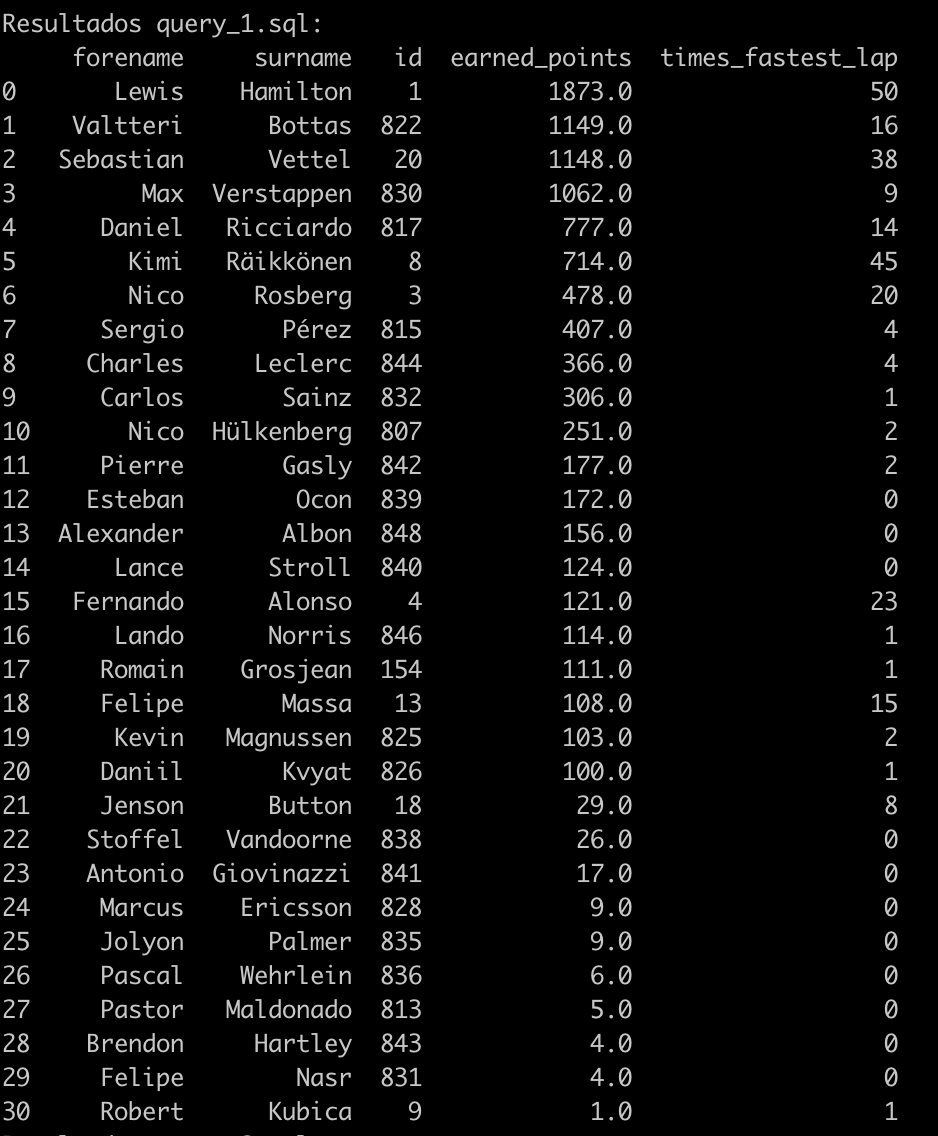 Resultados query_1.sql:
forename surname id earned_points times_fastest_lap
0 Lewis Hamilton 1 1873.0 50
1 Valtteri Bottas 822 1149.0 16
2 Sebastian Vettel 20 1148.0 38
3 Max Verstappen 830 1062.0 9
4 Daniel Ricciardo 817 777.0 14
5 Kimi Räikkönen 8 714.0 45
6 Nico Rosberg 3 478.0 20
7 Sergio Pérez 815 407.0 4
8 Charles Leclerc 844 366.0 4
9 Carlos Sainz 832 306.0 1
10 Nico Hülkenberg 807 251.0 2
11 Pierre Gasly 842 177.0 2
12 Esteban Ocon 839 172.0 0
13 Alexander Albon 848 156.0 0
14 Lance Stroll 840 124.0 0
15 Fernando Alonso 4 121.0 23
16 Lando Norris 846 114.0 1
17 Romain Grosjean 154 111.0 1
18 Felipe Massa 13 108.0 15
19 Kevin Magnussen 825 103.0 2
20 Daniil Kvyat 826 100.0 1
21 Jenson Button 18 29.0 8
22 Stoffel Vandoorne 838 26.0 0
23 Antonio Giovinazzi 841 17.0 0
24 Marcus Ericsson 828 9.0 0
25 Jolyon Palmer 835 9.0 0
26 Pascal Wehrlein 836 6.0 0
27 Pastor Maldonado 813 5.0 0
28 Brendon Hartley 843 4.0 0
29 Felipe Nasr 831 4.0 0
30 Robert Kubica 9 1.0 1